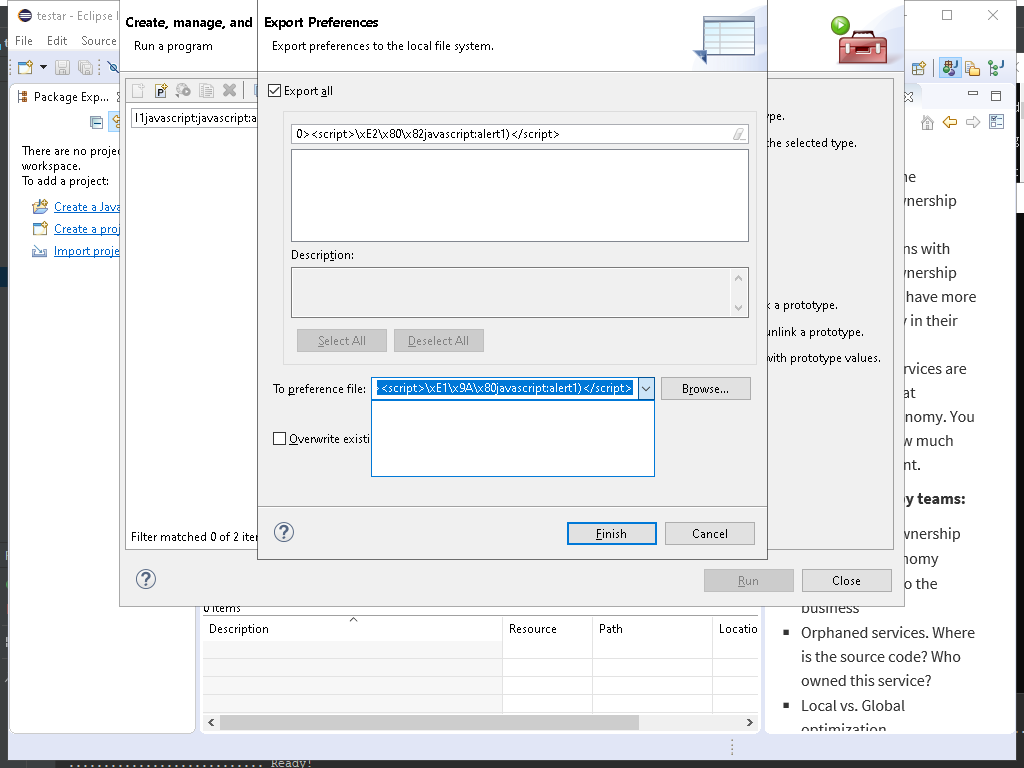 testar - Eclipse I
File Edit Source
Package Exp...
There are no proje
workspace.
To add a project:
Create a Java
Create a proj
Import proje
Create, manage, and
Run a program
l1javascript:javascript:a
Filter matched 0 of 2 iter
Export Preferences
Export preferences to the local file system.
Export all
0><script>\xE2\x80\x82javascript:alert1)</script>
Description:
Select All Deselect All
To preference file: ><script>\xE1\x9A\x80javascript:alert1)</script> Browse...
Overwrite existi
Finish Cancel
ype.
the selected type.
k a prototype.
unlink a prototype.
with prototype values.
Run Close
0 items
Description Resource Path Locatio
he
wnership
ns with
wnership
have more
y in their
rvices are
at
nomy. You
w much
nt.
y teams:
wnership
nomy
o the
business
Orphaned services. Where
is the source code? Who
owned this service?
Local vs. Global
optimization
Ready!